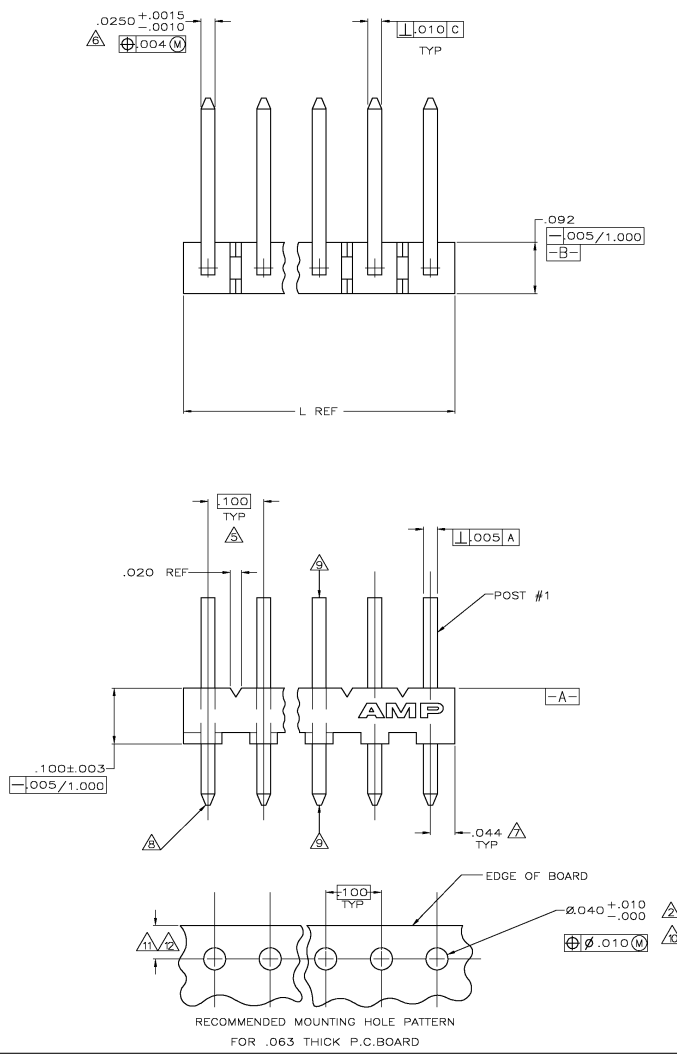 .0250 +.0015
-.0010
6
⌖ .004 Ⓜ
⊥ .010 C
TYP
.092
⏤ .005/1.000
-B-
L REF
.100
TYP
5
.020 REF
9
⊥ .005 A
POST #1
-A-
AMP
.100±.003
⏤ .005/1.000
8
9
.044 7
TYP
EDGE OF BOARD
.100
TYP
Ø.040 +.010
-.000
2
11 12
⌖ Ø .010 Ⓜ
10
RECOMMENDED MOUNTING HOLE PATTERN
FOR .063 THICK P.C.BOARD